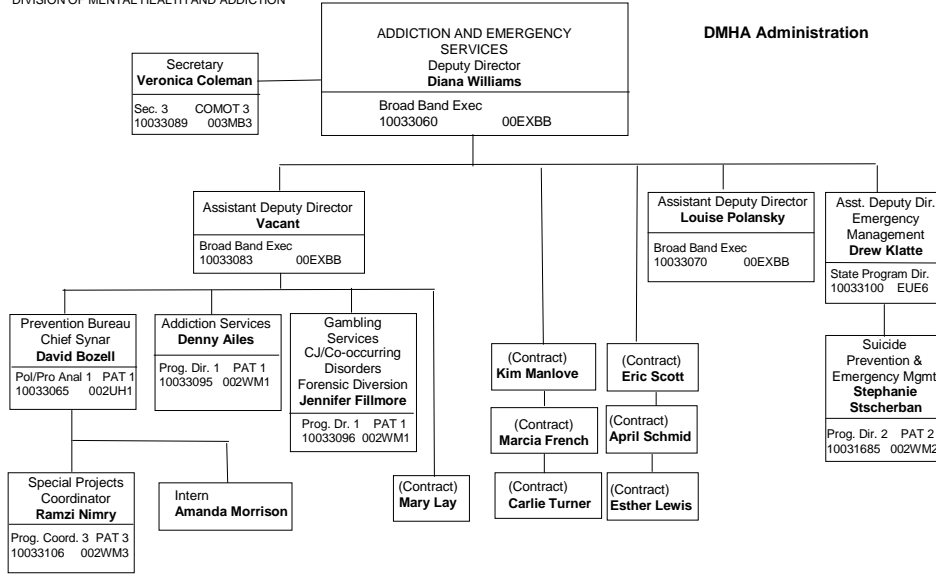 DIVISION OF MENTAL HEALTH AND ADDICTION
DMHA Administration
ADDICTION AND EMERGENCY
SERVICES
Deputy Director
Diana Williams
Broad Band Exec
10033060 00EXBB
Secretary
Veronica Coleman
Sec. 3 COMOT 3
10033089 003MB3
Assistant Deputy Director
Vacant
Broad Band Exec
10033083 00EXBB
Assistant Deputy Director
Louise Polansky
Broad Band Exec
10033070 00EXBB
Asst. Deputy Dir.
Emergency
Management
Drew Klatte
State Program Dir.
10033100 EUE6
Prevention Bureau
Chief Synar
David Bozell
Pol/Pro Anal 1 PAT 1
10033065 002UH1
Addiction Services
Denny Ailes
Prog. Dir. 1 PAT 1
10033095 002WM1
Gambling
Services
CJ/Co-occurring
Disorders
Forensic Diversion
Jennifer Fillmore
Prog. Dr. 1 PAT 1
10033096 002WM1
(Contract)
Kim Manlove
(Contract)
Eric Scott
Suicide
Prevention &
Emergency Mgmt
Stephanie
Stscherban
Prog. Dir. 2 PAT 2
10031685 002WM2
(Contract)
Marcia French
(Contract)
April Schmid
Special Projects
Coordinator
Ramzi Nimry
Prog. Coord. 3 PAT 3
10033106 002WM3
Intern
Amanda Morrison
(Contract)
Mary Lay
(Contract)
Carlie Turner
(Contract)
Esther Lewis